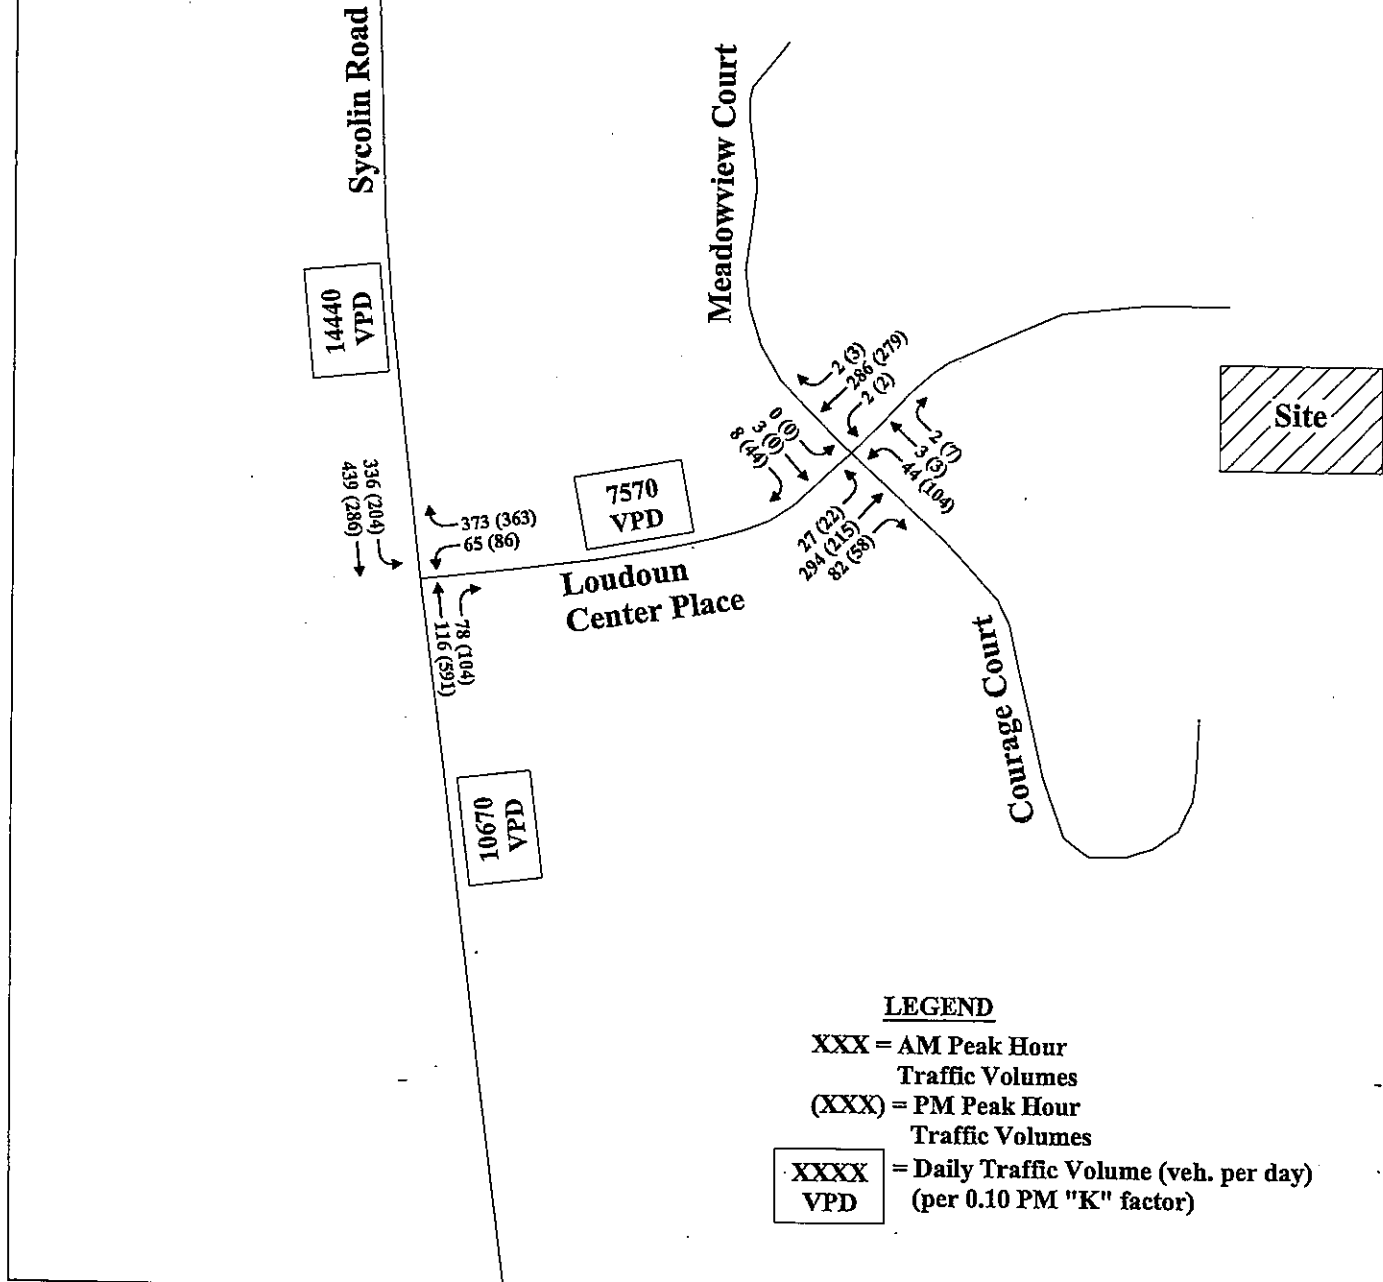 Sycolin Road
Meadowview Court
14440
VPD
2 (3)
286 (279)
2 (2)
0 (0)
3 (0)
8 (44)
2 (7)
3 (3)
44 (104)
Site
336 (204)
439 (286)
373 (363)
65 (86)
7570
VPD
27 (22)
294 (215)
82 (58)
Loudoun
Center Place
78 (104)
116 (591)
Courage Court
10670
VPD
LEGEND
XXX = AM Peak Hour
Traffic Volumes
(XXX) = PM Peak Hour
Traffic Volumes
XXXX
VPD
= Daily Traffic Volume (veh. per day)
(per 0.10 PM "K" factor)